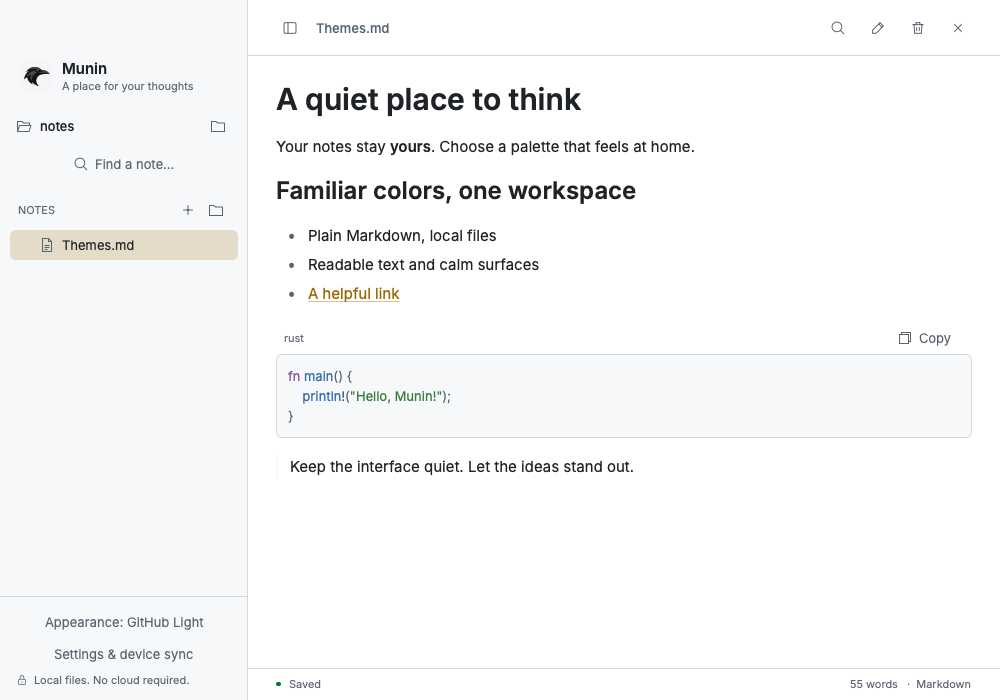 Munin
A place for your thoughts
notes
Find a note...
NOTES
Themes.md
Appearance: GitHub Light
Settings & device sync
Local files. No cloud required.
Themes.md
A quiet place to think
Your notes stay yours. Choose a palette that feels at home.
Familiar colors, one workspace
Plain Markdown, local files
Readable text and calm surfaces
A helpful link
rust
Copy
fn main() {
    println!("Hello, Munin!");
}
Keep the interface quiet. Let the ideas stand out.
Saved
55 words · Markdown